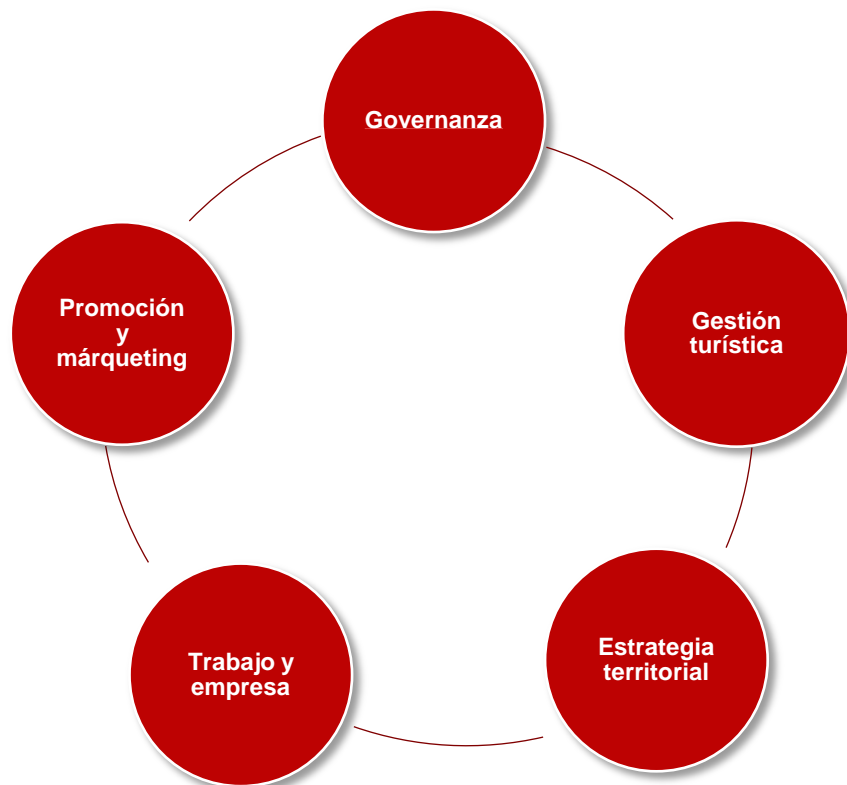 Governanza
Gestión
turística
Estrategia
territorial
Trabajo y
empresa
Promoción
y
márqueting